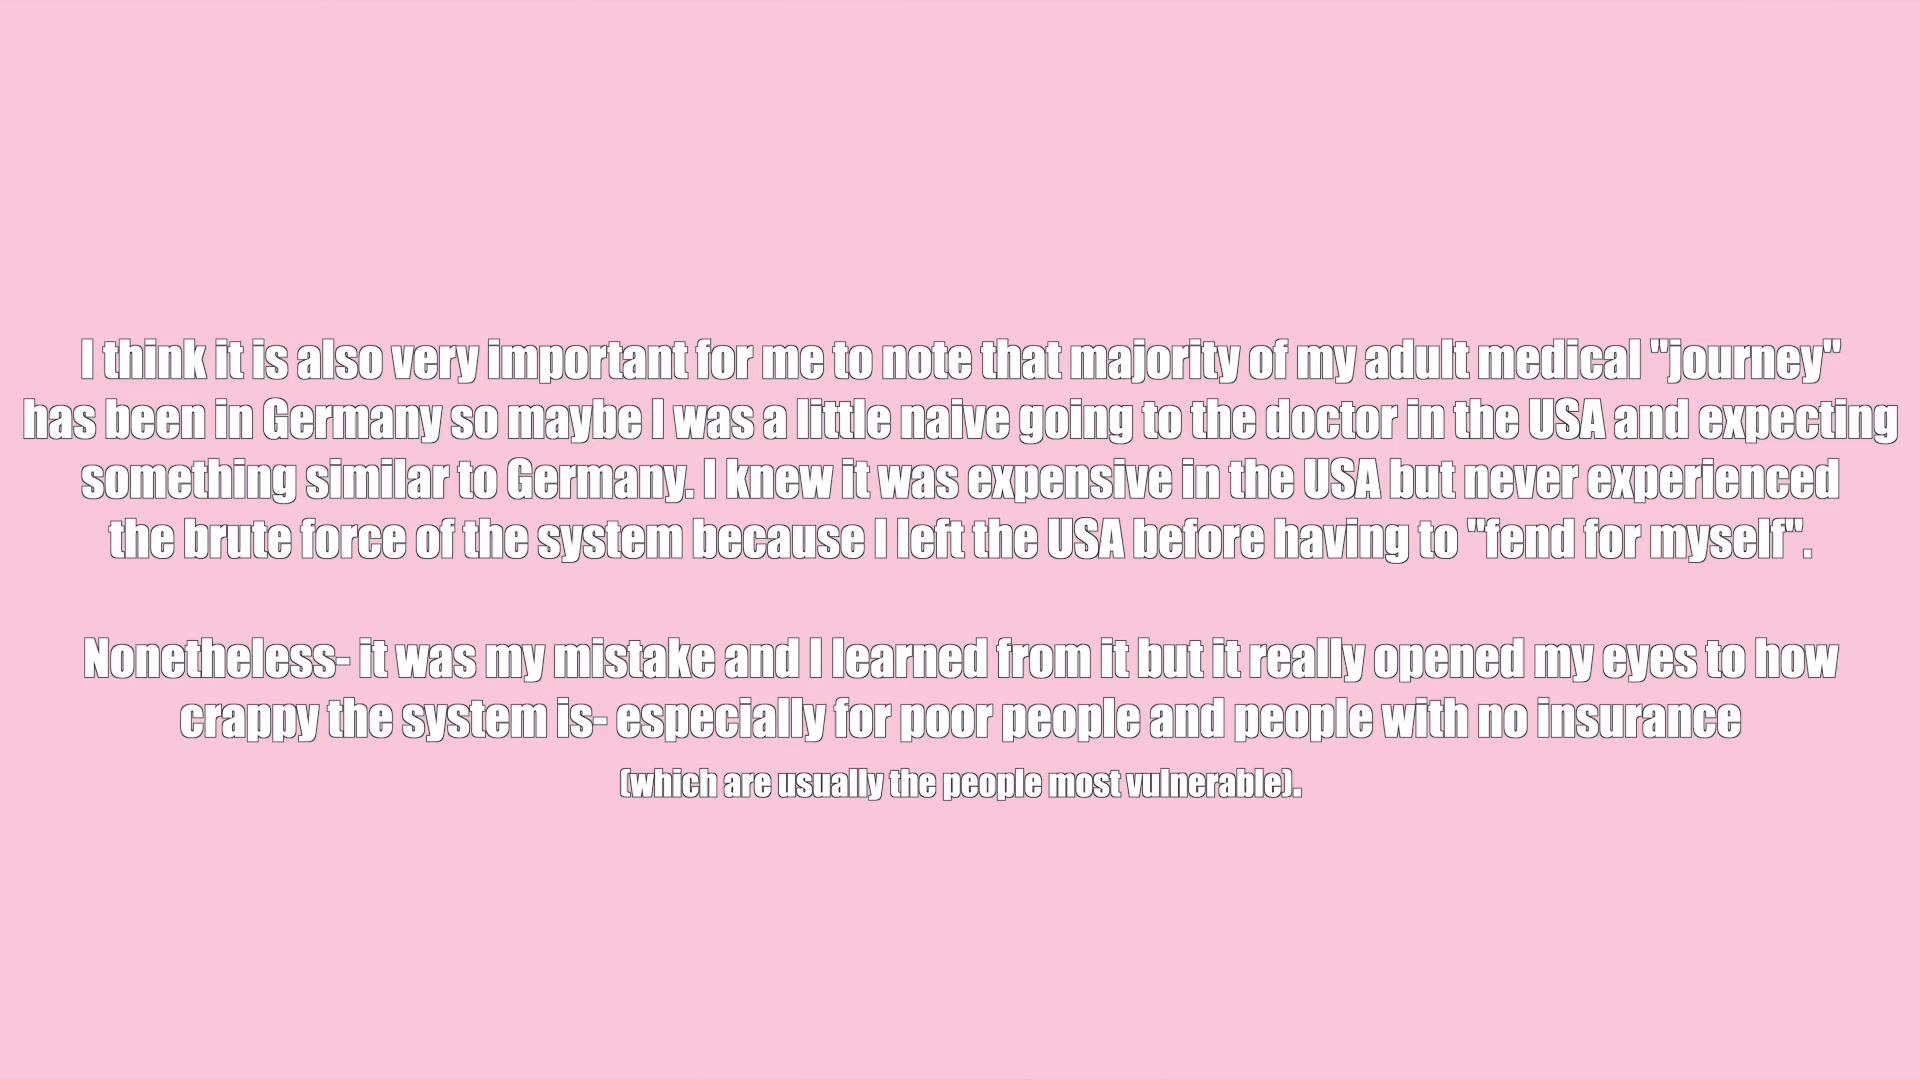 I think it is also very important for me to note that majority of my adult medical "journey"
has been in Germany so maybe I was a little naive going to the doctor in the USA and expecting
something similar to Germany. I knew it was expensive in the USA but never experienced
the brute force of the system because I left the USA before having to "fend for myself".
Nonetheless- it was my mistake and I learned from it but it really opened my eyes to how
crappy the system is- especially for poor people and people with no insurance
(which are usually the people most vulnerable).